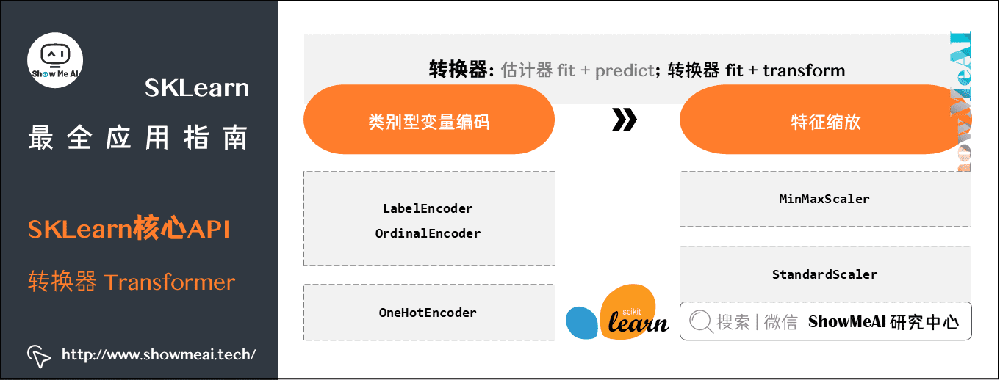 Show Me AI
SKLearn
最全应用指南
SKLearn核心API
转换器 Transformer
http://www.showmeai.tech/
转换器: 估计器 fit + predict; 转换器 fit + transform
类别型变量编码
特征缩放
LabelEncoder
OrdinalEncoder
OneHotEncoder
MinMaxScaler
StandardScaler
scikit
learn
搜索 | 微信 ShowMeAI 研究中心
ShowMeAI